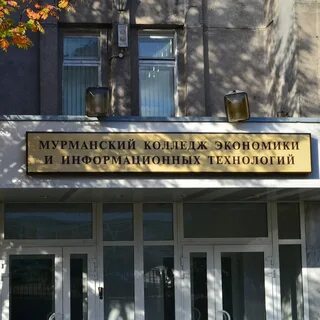 МУРМАНСКИЙ КОЛЛЕДЖ ЭКОНОМИКИ
И ИНФОРМАЦИОННЫХ ТЕХНОЛОГИЙ